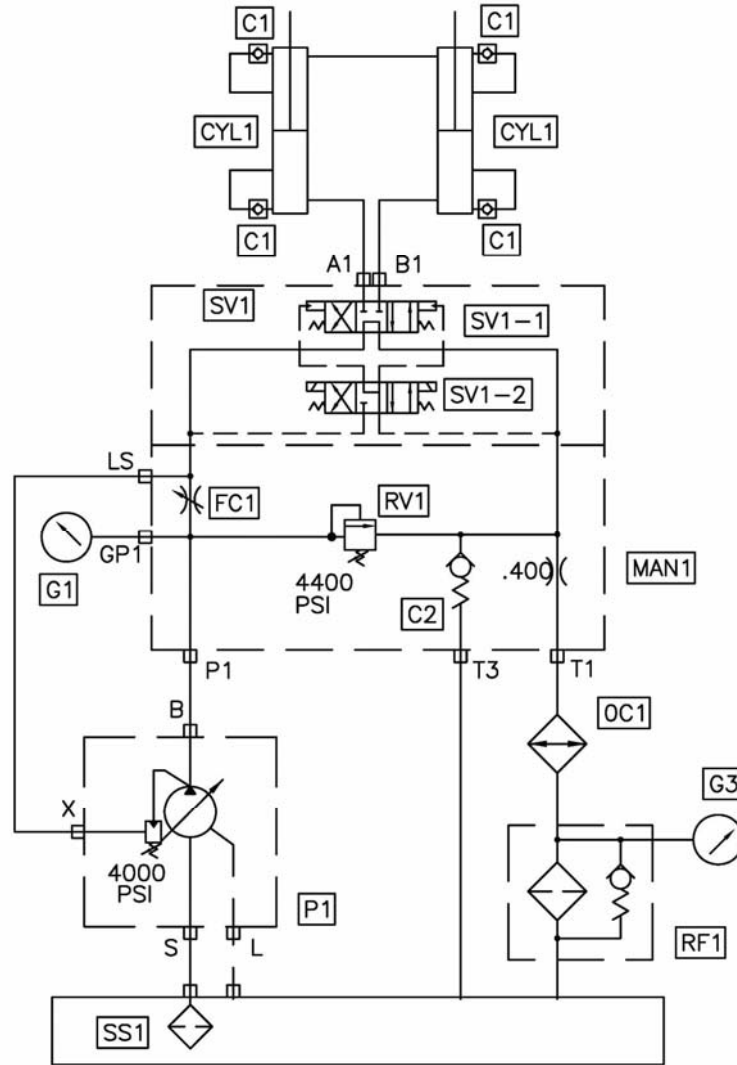 C1
C1
CYL1
CYL1
C1
C1
A1
B1
SV1
SV1-1
SV1-2
LS
FC1
RV1
GP1
G1
4400
PSI
.400
MAN1
C2
P1
T3
T1
B
OC1
X
G3
4000
PSI
P1
S
L
RF1
SS1